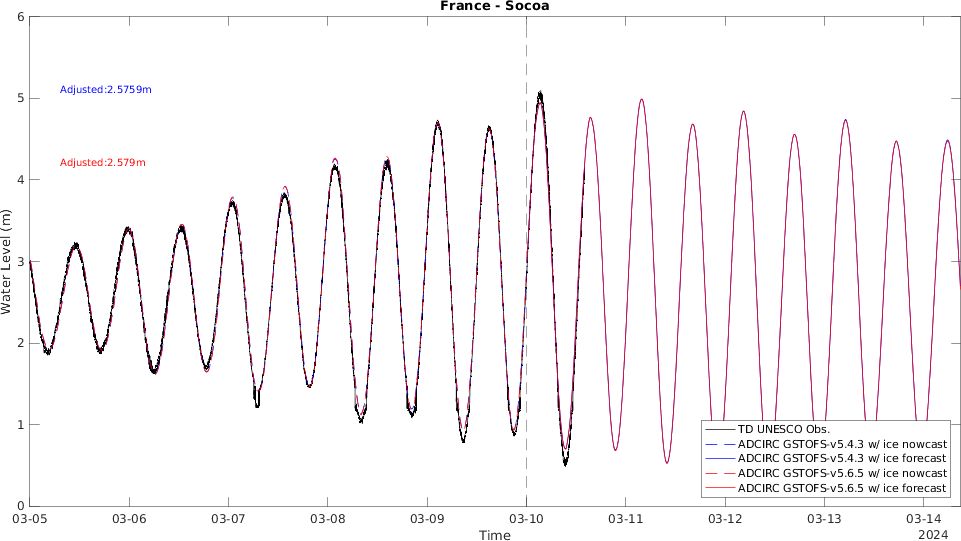 France - Socoa
6
5
4
3
2
1
0
Water Level (m)
Adjusted:2.5759m
Adjusted:2.579m
TD UNESCO Obs.
ADCIRC GSTOFS-v5.4.3 w/ ice nowcast
ADCIRC GSTOFS-v5.4.3 w/ ice forecast
ADCIRC GSTOFS-v5.6.5 w/ ice nowcast
ADCIRC GSTOFS-v5.6.5 w/ ice forecast
03-05 03-06 03-07 03-08 03-09 03-10 03-11 03-12 03-13 03-14
Time
2024